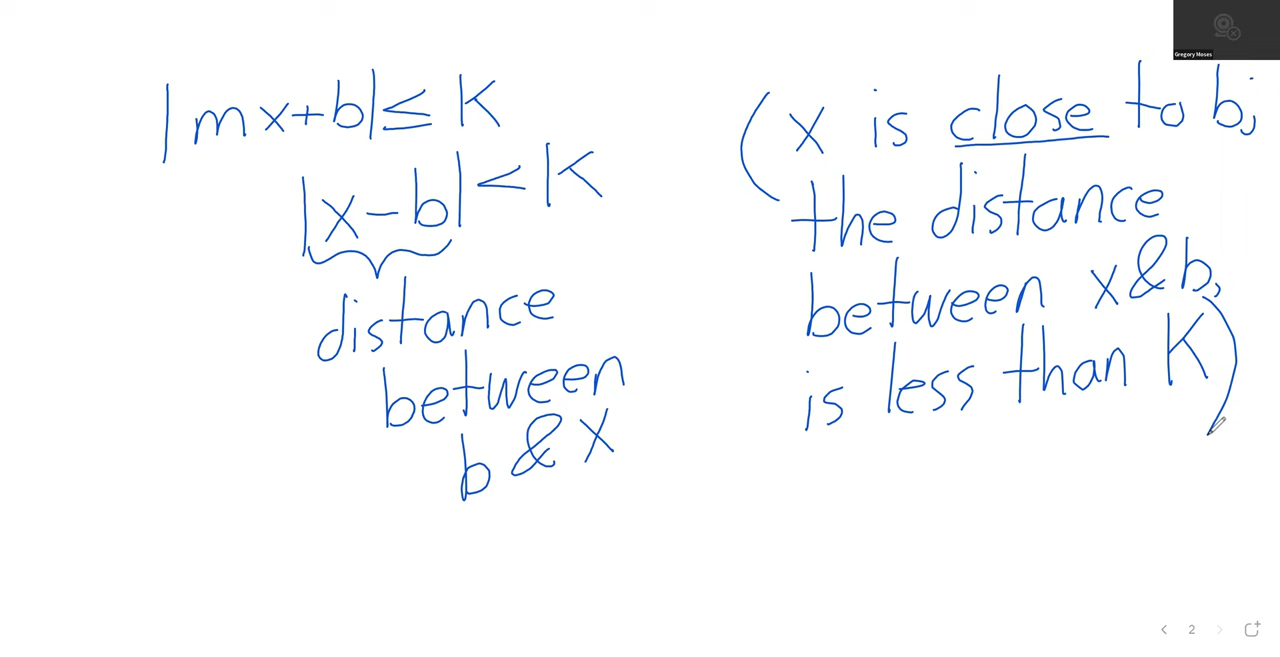 Gregory Moses
|mx+b| ≤ K
|x-b| < K
distance
between
b & x
(x is close to b;
the distance
between x & b,
is less than K)
2